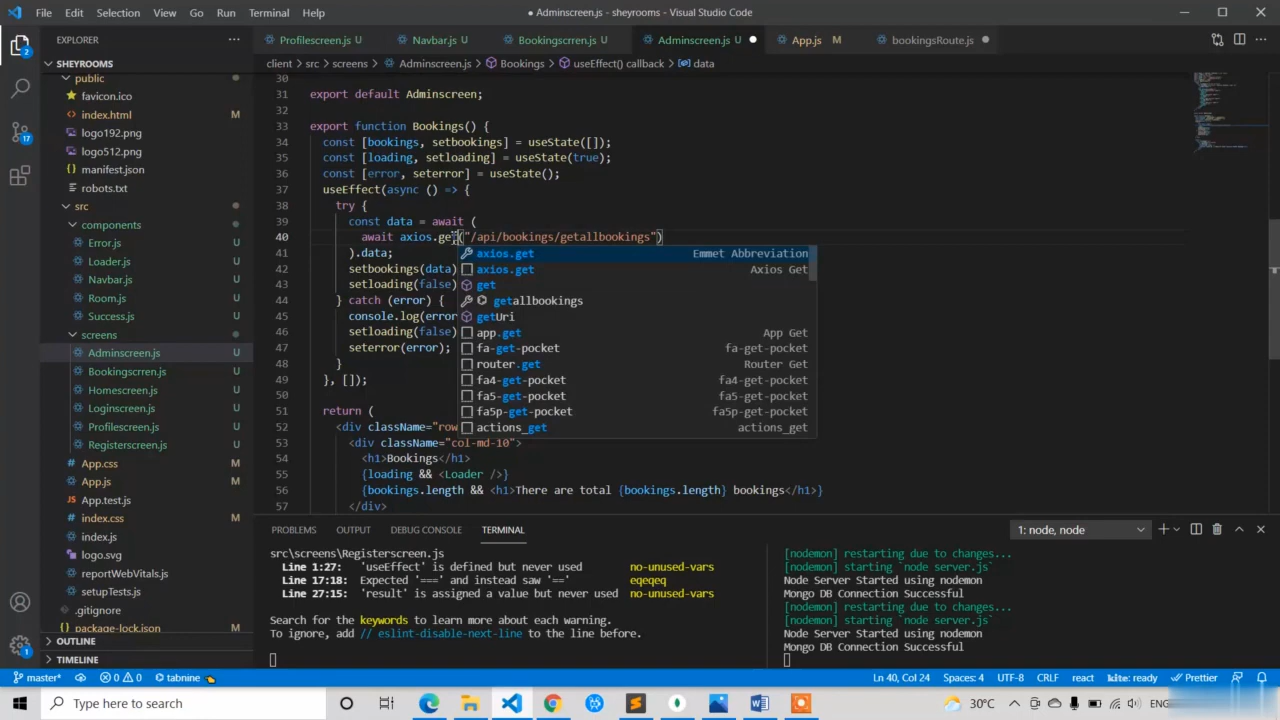 File Edit Selection View Go Run Terminal Help
● Adminscreen.js - sheyrooms - Visual Studio Code
EXPLORER
Profilescreen.js U
Navbar.js U
Bookingscrren.js U
Adminscreen.js U
App.js M
bookingsRoute.js
SHEYROOMS
client > src > screens > Adminscreen.js > Bookings > useEffect() callback > data
public
favicon.ico
index.html M
logo192.png
logo512.png
manifest.json
robots.txt
src
components
Error.js U
Loader.js U
Navbar.js U
Room.js U
Success.js U
screens
Adminscreen.js U
Bookingscrren.js U
Homescreen.js U
Loginscreen.js U
Profilescreen.js U
Registerscreen.js U
App.css M
App.js M
App.test.js
index.css M
index.js
logo.svg
reportWebVitals.js
setupTests.js
.gitignore
package-lock.json
OUTLINE
TIMELINE
30
31 export default Adminscreen;
32
33 export function Bookings() {
34 const [bookings, setbookings] = useState([]);
35 const [loading, setloading] = useState(true);
36 const [error, seterror] = useState();
37 useEffect(async () => {
38 try {
39 const data = await (
40 await axios.get("/api/bookings/getallbookings")
41 ).data;
42 setbookings(data)
43 setloading(false)
44 } catch (error) {
45 console.log(error
46 setloading(false)
47 seterror(error);
48 }
49 }, []);
50
51 return (
52 <div className="row
53 <div className="col-md-10">
54 <h1>Bookings</h1>
55 {loading && <Loader />}
56 {bookings.length && <h1>There are total {bookings.length} bookings</h1>}
57 </div>
axios.get Emmet Abbreviation
axios.get Axios Get
get
getallbookings
getUri
app.get App Get
fa-get-pocket fa-get-pocket
router.get Router Get
fa4-get-pocket fa4-get-pocket
fa5-get-pocket fa5-get-pocket
fa5p-get-pocket fa5p-get-pocket
actions_get actions_get
PROBLEMS OUTPUT DEBUG CONSOLE TERMINAL
1: node, node
src\screens\Registerscreen.js
Line 1:27: 'useEffect' is defined but never used no-unused-vars
Line 17:18: Expected '===' and instead saw '==' eqeqeq
Line 27:15: 'result' is assigned a value but never used no-unused-vars
Search for the keywords to learn more about each warning.
To ignore, add // eslint-disable-next-line to the line before.
[nodemon] restarting due to changes...
[nodemon] starting `node server.js`
Node Server Started using nodemon
Mongo DB Connection Successful
[nodemon] restarting due to changes...
[nodemon] starting `node server.js`
Node Server Started using nodemon
Mongo DB Connection Successful
2
17
1
master* 0 0 tabnine Ln 40, Col 24 Spaces: 4 UTF-8 CRLF react kite: ready Prettier
Type here to search
30°C
ENG